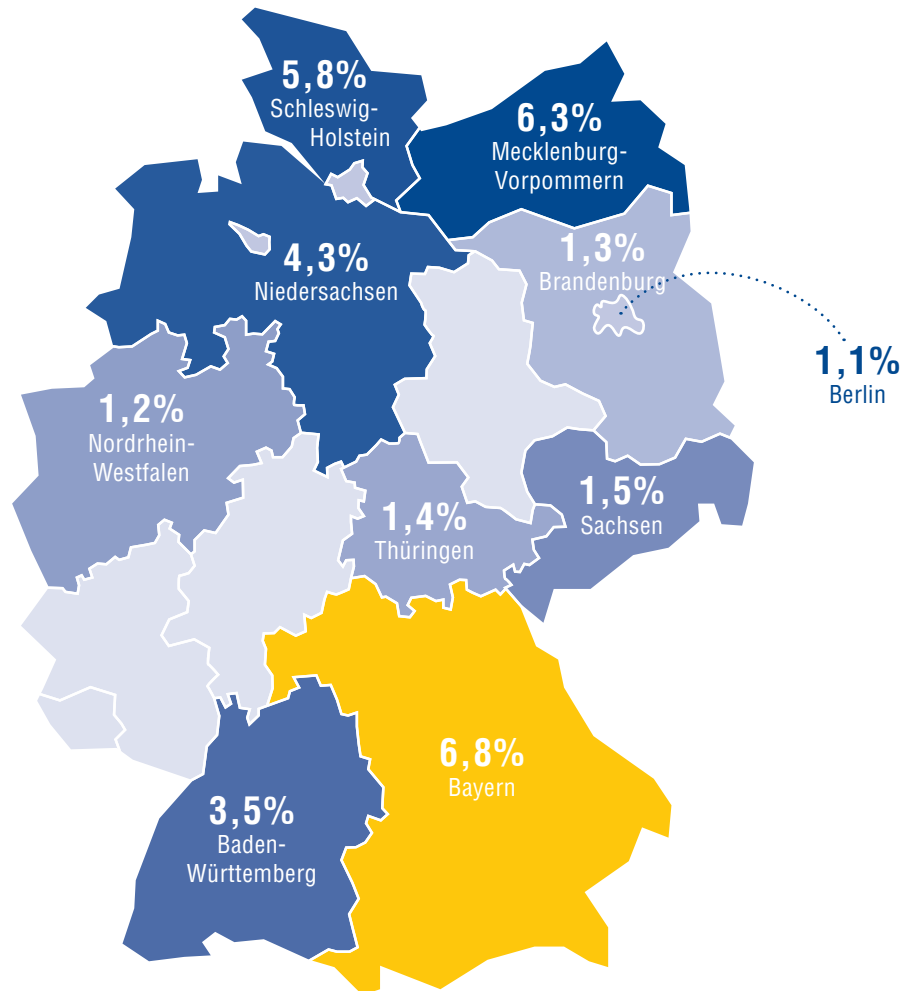 5,8%
Schleswig-
Holstein
6,3%
Mecklenburg-
Vorpommern
4,3%
Niedersachsen
1,3%
Brandenburg
1,1%
Berlin
1,2%
Nordrhein-
Westfalen
1,4%
Thüringen
1,5%
Sachsen
6,8%
Bayern
3,5%
Baden-
Württemberg